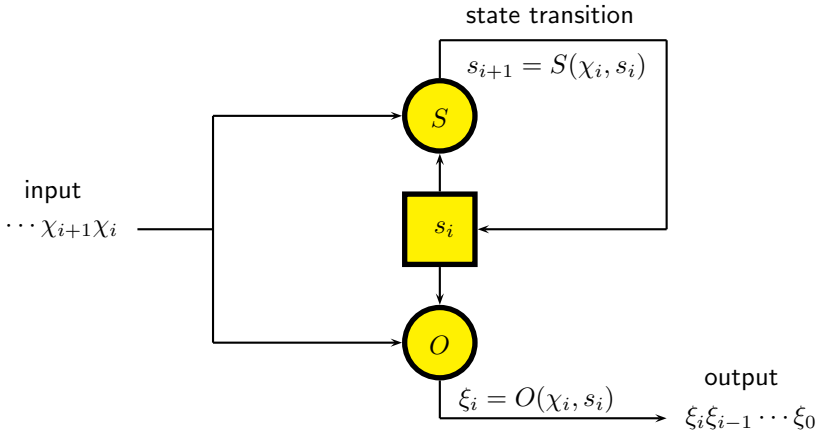 state transition
s_{i+1} = S(χ_i, s_i)
S
input
⋯ χ_{i+1}χ_i
s_i
O
ξ_i = O(χ_i, s_i)
output
ξ_iξ_{i−1} ⋯ ξ_0